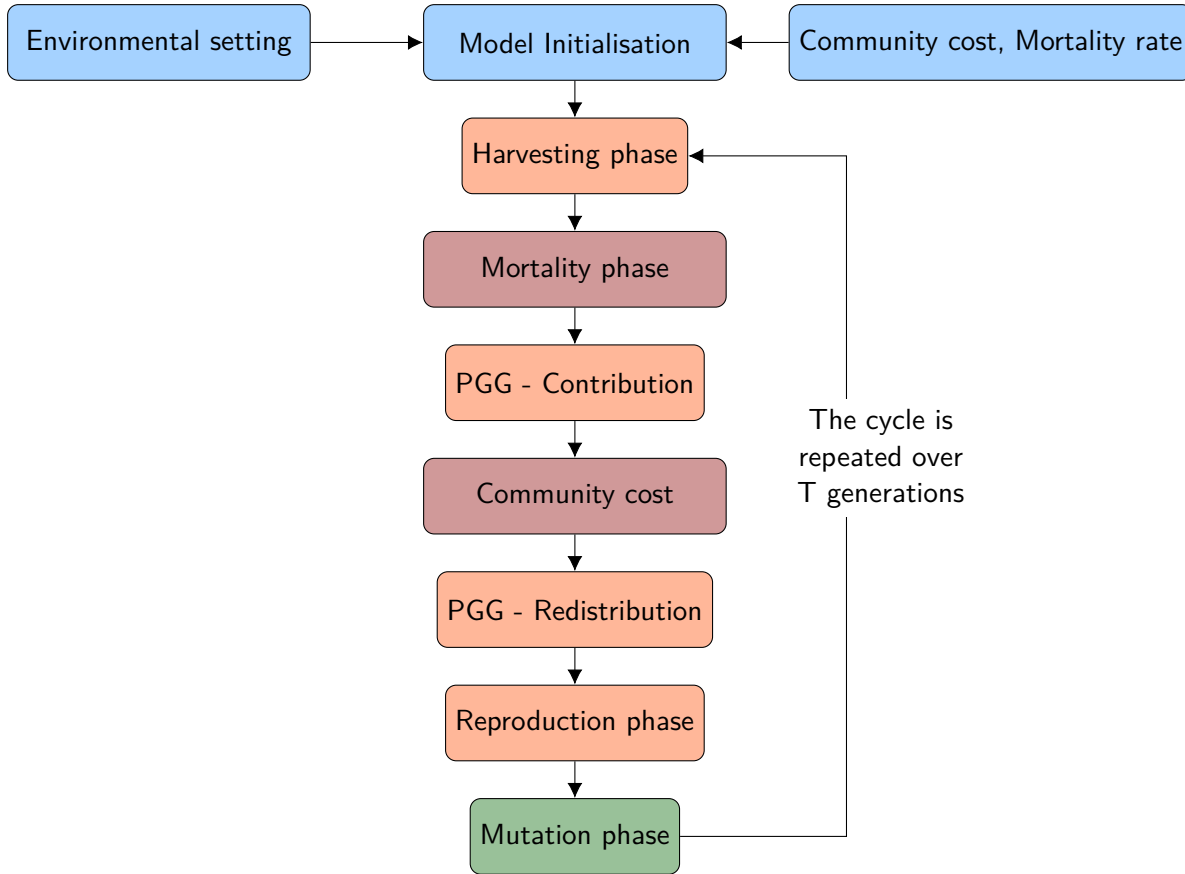 Environmental setting
Model Initialisation
Community cost, Mortality rate
Harvesting phase
Mortality phase
PGG - Contribution
The cycle is
repeated over
T generations
Community cost
PGG - Redistribution
Reproduction phase
Mutation phase